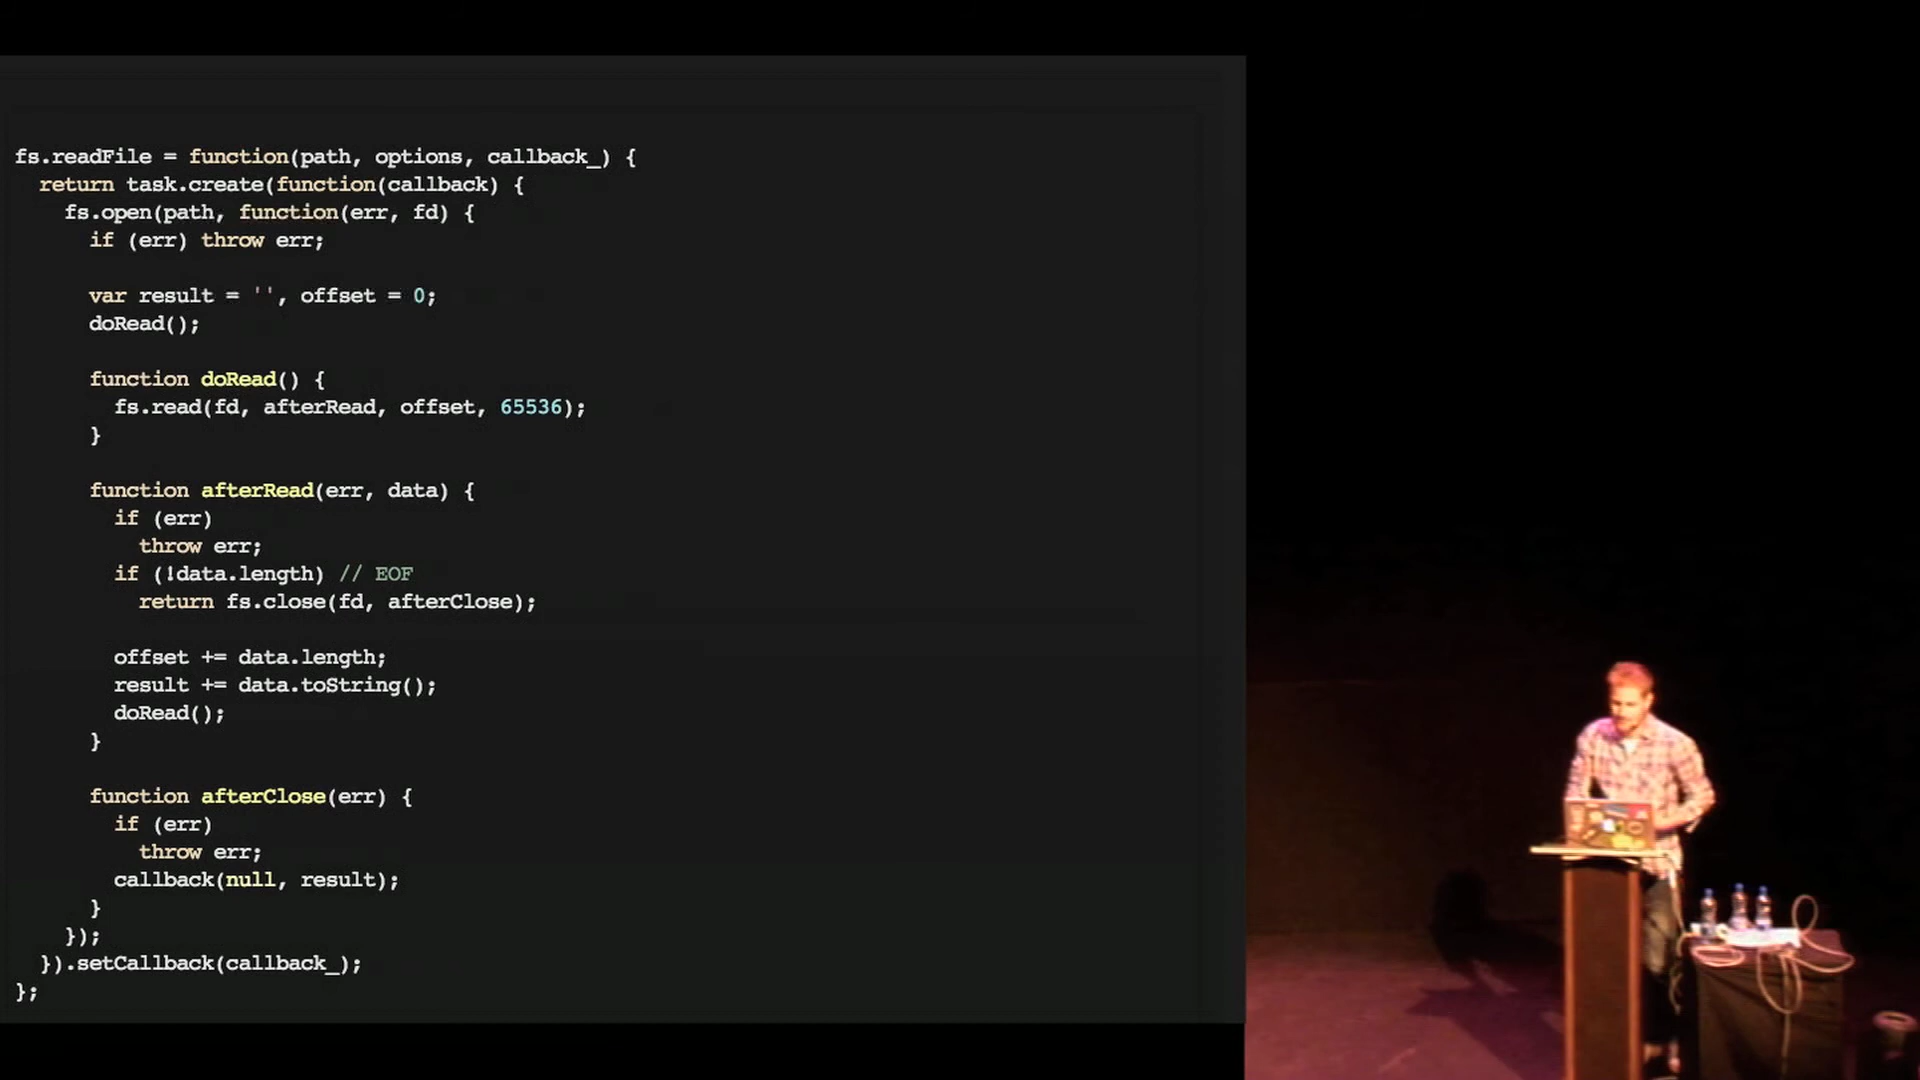 fs.readFile = function(path, options, callback_) {
return task.create(function(callback) {
fs.open(path, function(err, fd) {
if (err) throw err;
var result = '', offset = 0;
doRead();
function doRead() {
fs.read(fd, afterRead, offset, 65536);
}
function afterRead(err, data) {
if (err)
throw err;
if (!data.length) // EOF
return fs.close(fd, afterClose);
offset += data.length;
result += data.toString();
doRead();
}
function afterClose(err) {
if (err)
throw err;
callback(null, result);
}
});
}).setCallback(callback_);
};